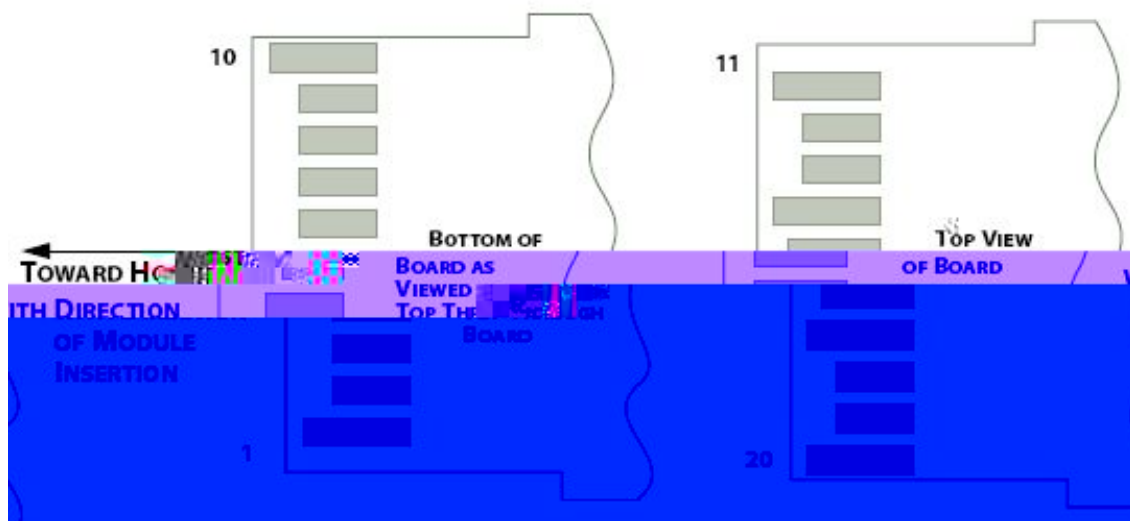 10
11
BOTTOM OF
BOARD AS
VIEWED
TOP
BOARD
TOP VIEW
OF BOARD
TOWARD
ITH DIRECTION
OF MODULE
INSERTION
1
20